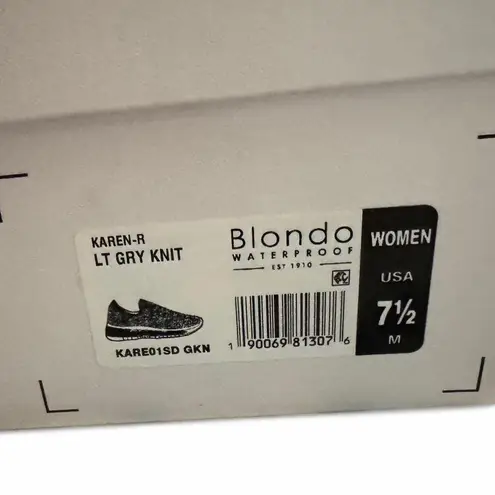 KAREN-R
LT GRY KNIT
KARE01SD GKN
Blondo
WATERPROOF
EST 1910
1 90069 81307 6
WOMEN
USA
7½
M